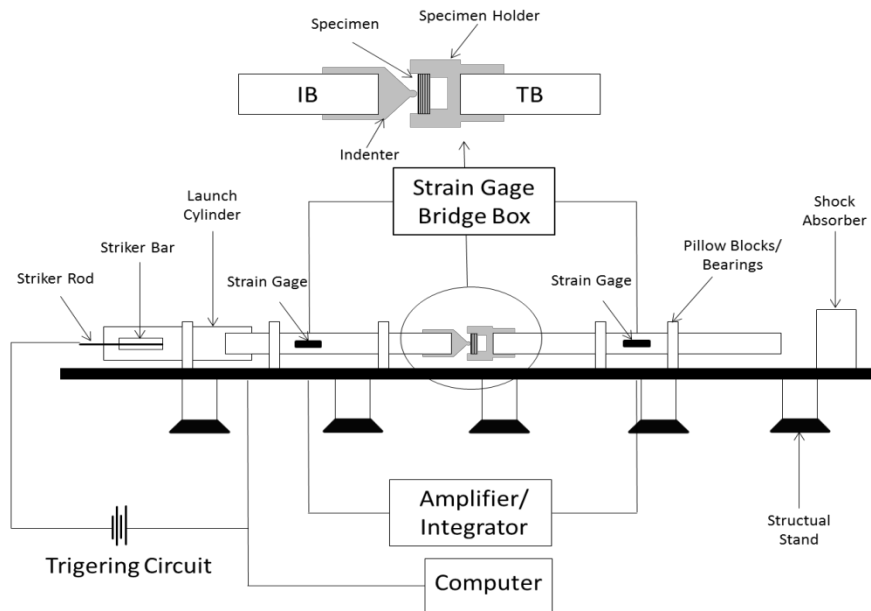 Specimen Holder
Specimen
IB
TB
Indenter
Strain Gage
Bridge Box
Launch
Cylinder
Shock
Absorber
Striker Bar
Pillow Blocks/
Bearings
Striker Rod
Strain Gage
Strain Gage
Amplifier/
Integrator
Structual
Stand
Trigering Circuit
Computer